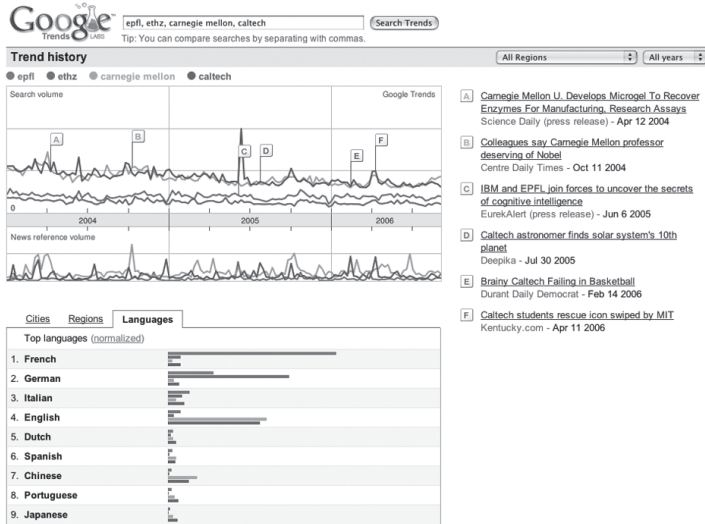 Google
Trends LABS
epfl, ethz, carnegie mellon, caltech
Search Trends
Tip: You can compare searches by separating with commas.
Trend history
All Regions
All years
epfl ethz carnegie mellon caltech
Search volume
Google Trends
A
B
C
D
E
F
0
2004 2005 2006
News reference volume
A Carnegie Mellon U. Develops Microgel To Recover
Enzymes For Manufacturing, Research Assays
Science Daily (press release) - Apr 12 2004
B Colleagues say Carnegie Mellon professor
deserving of Nobel
Centre Daily Times - Oct 11 2004
C IBM and EPFL join forces to uncover the secrets
of cognitive intelligence
EurekAlert (press release) - Jun 6 2005
D Caltech astronomer finds solar system's 10th
planet
Deepika - Jul 30 2005
E Brainy Caltech Failing in Basketball
Durant Daily Democrat - Feb 14 2006
F Caltech students rescue icon swiped by MIT
Kentucky.com - Apr 11 2006
Cities Regions Languages
Top languages (normalized)
1. French
2. German
3. Italian
4. English
5. Dutch
6. Spanish
7. Chinese
8. Portuguese
9. Japanese